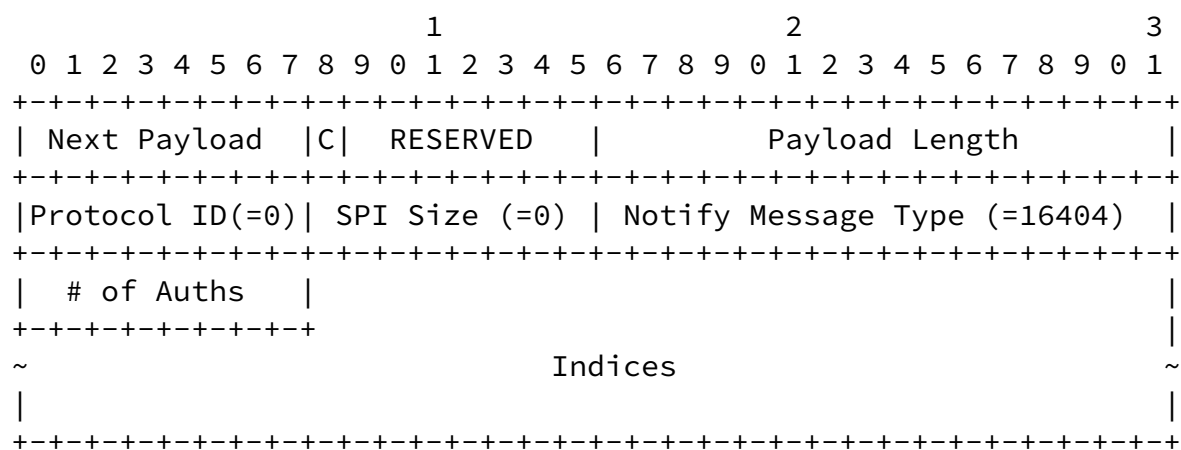 1                   2                   3
 0 1 2 3 4 5 6 7 8 9 0 1 2 3 4 5 6 7 8 9 0 1 2 3 4 5 6 7 8 9 0 1
+-+-+-+-+-+-+-+-+-+-+-+-+-+-+-+-+-+-+-+-+-+-+-+-+-+-+-+-+-+-+-+-+
| Next Payload  |C|  RESERVED   |         Payload Length        |
+-+-+-+-+-+-+-+-+-+-+-+-+-+-+-+-+-+-+-+-+-+-+-+-+-+-+-+-+-+-+-+-+
|Protocol ID(=0)| SPI Size (=0) | Notify Message Type (=16404)  |
+-+-+-+-+-+-+-+-+-+-+-+-+-+-+-+-+-+-+-+-+-+-+-+-+-+-+-+-+-+-+-+-+
|  # of Auths   |                                               |
+-+-+-+-+-+-+-+-+                                               |
~                             Indices                           ~
|                                                               |
+-+-+-+-+-+-+-+-+-+-+-+-+-+-+-+-+-+-+-+-+-+-+-+-+-+-+-+-+-+-+-+-+